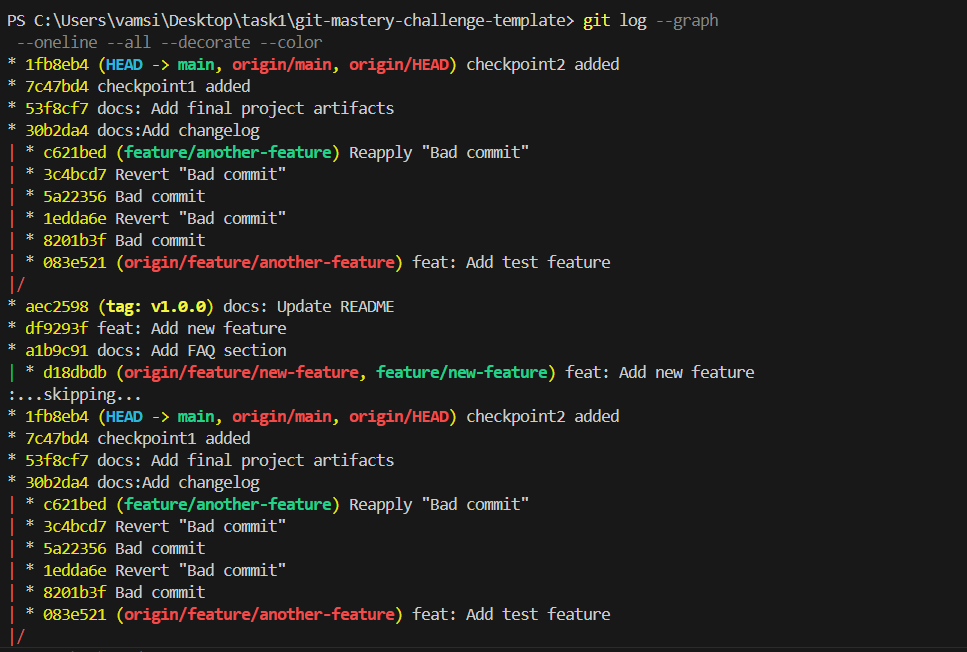 PS C:\Users\vamsi\Desktop\task1\git-mastery-challenge-template> git log --graph
--oneline --all --decorate --color
* 1fb8eb4 (HEAD -> main, origin/main, origin/HEAD) checkpoint2 added
* 7c47bd4 checkpoint1 added
* 53f8cf7 docs: Add final project artifacts
* 30b2da4 docs:Add changelog
| * c621bed (feature/another-feature) Reapply "Bad commit"
| * 3c4bcd7 Revert "Bad commit"
| * 5a22356 Bad commit
| * 1edda6e Revert "Bad commit"
| * 8201b3f Bad commit
| * 083e521 (origin/feature/another-feature) feat: Add test feature
|/
* aec2598 (tag: v1.0.0) docs: Update README
* df9293f feat: Add new feature
* a1b9c91 docs: Add FAQ section
| * d18dbdb (origin/feature/new-feature, feature/new-feature) feat: Add new feature
:...skipping...
* 1fb8eb4 (HEAD -> main, origin/main, origin/HEAD) checkpoint2 added
* 7c47bd4 checkpoint1 added
* 53f8cf7 docs: Add final project artifacts
* 30b2da4 docs:Add changelog
| * c621bed (feature/another-feature) Reapply "Bad commit"
| * 3c4bcd7 Revert "Bad commit"
| * 5a22356 Bad commit
| * 1edda6e Revert "Bad commit"
| * 8201b3f Bad commit
| * 083e521 (origin/feature/another-feature) feat: Add test feature
|/